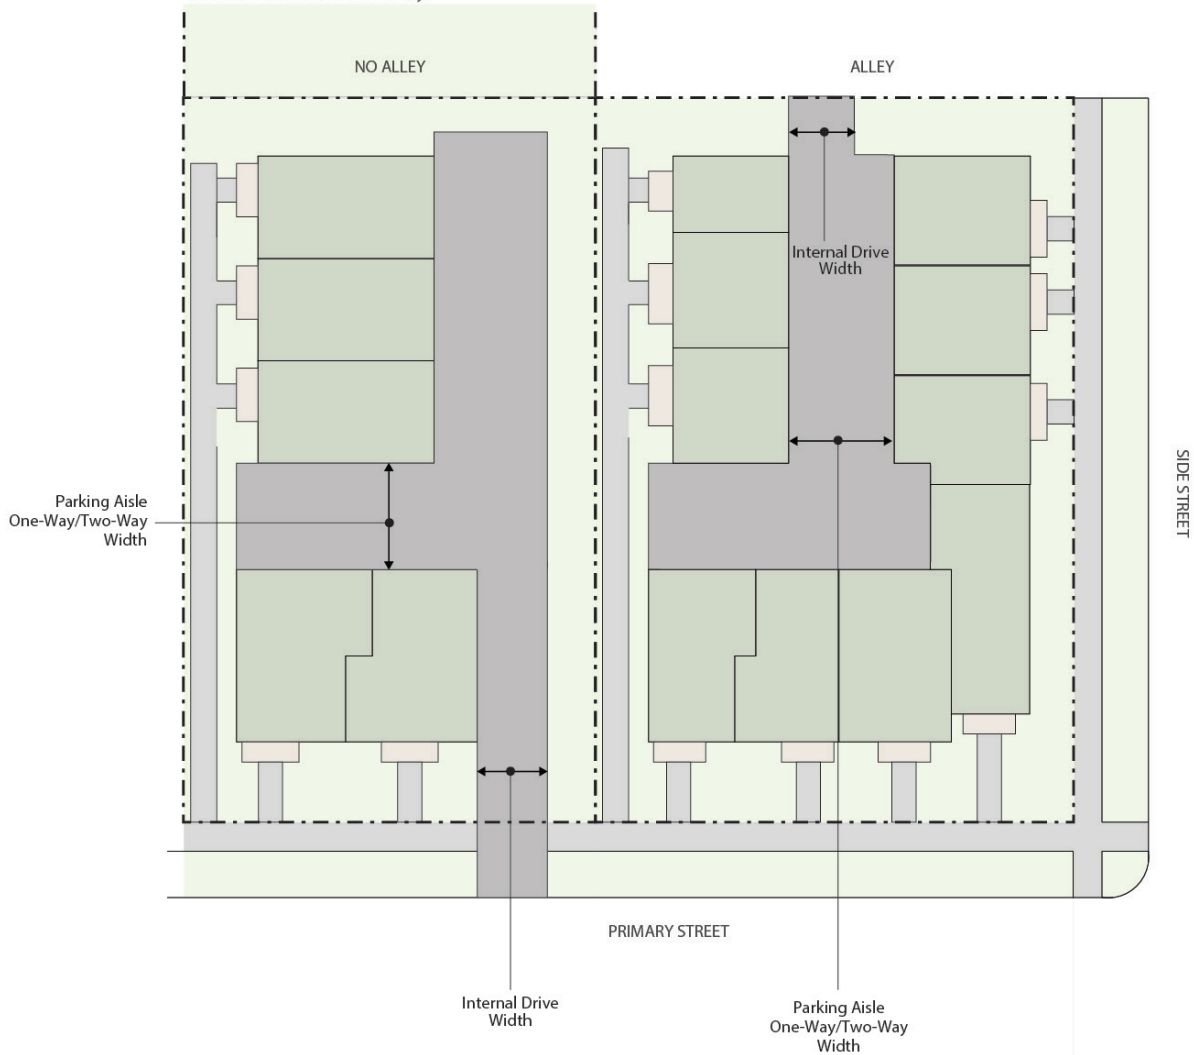 NO ALLEY
ALLEY
Internal Drive
Width
Parking Aisle
One-Way/Two-Way
Width
SIDE STREET
PRIMARY STREET
Internal Drive
Width
Parking Aisle
One-Way/Two-Way
Width